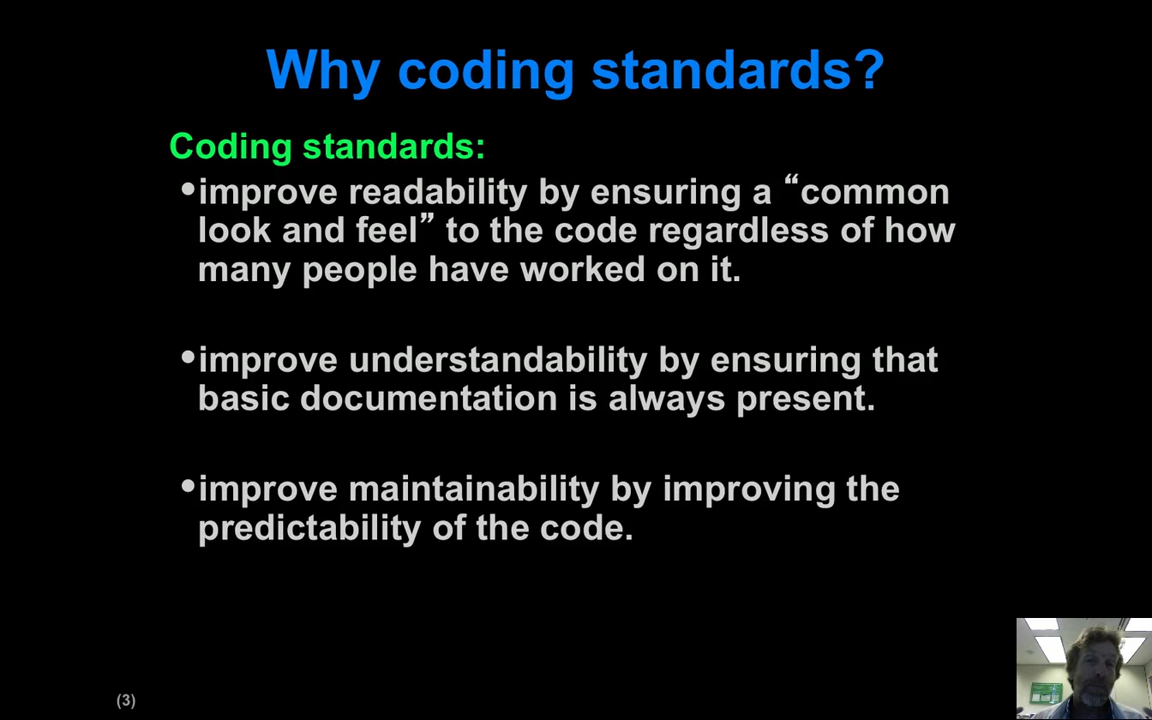 Why coding standards?
Coding standards:
•improve readability by ensuring a “common
look and feel” to the code regardless of how
many people have worked on it.
•improve understandability by ensuring that
basic documentation is always present.
•improve maintainability by improving the
predictability of the code.
(3)